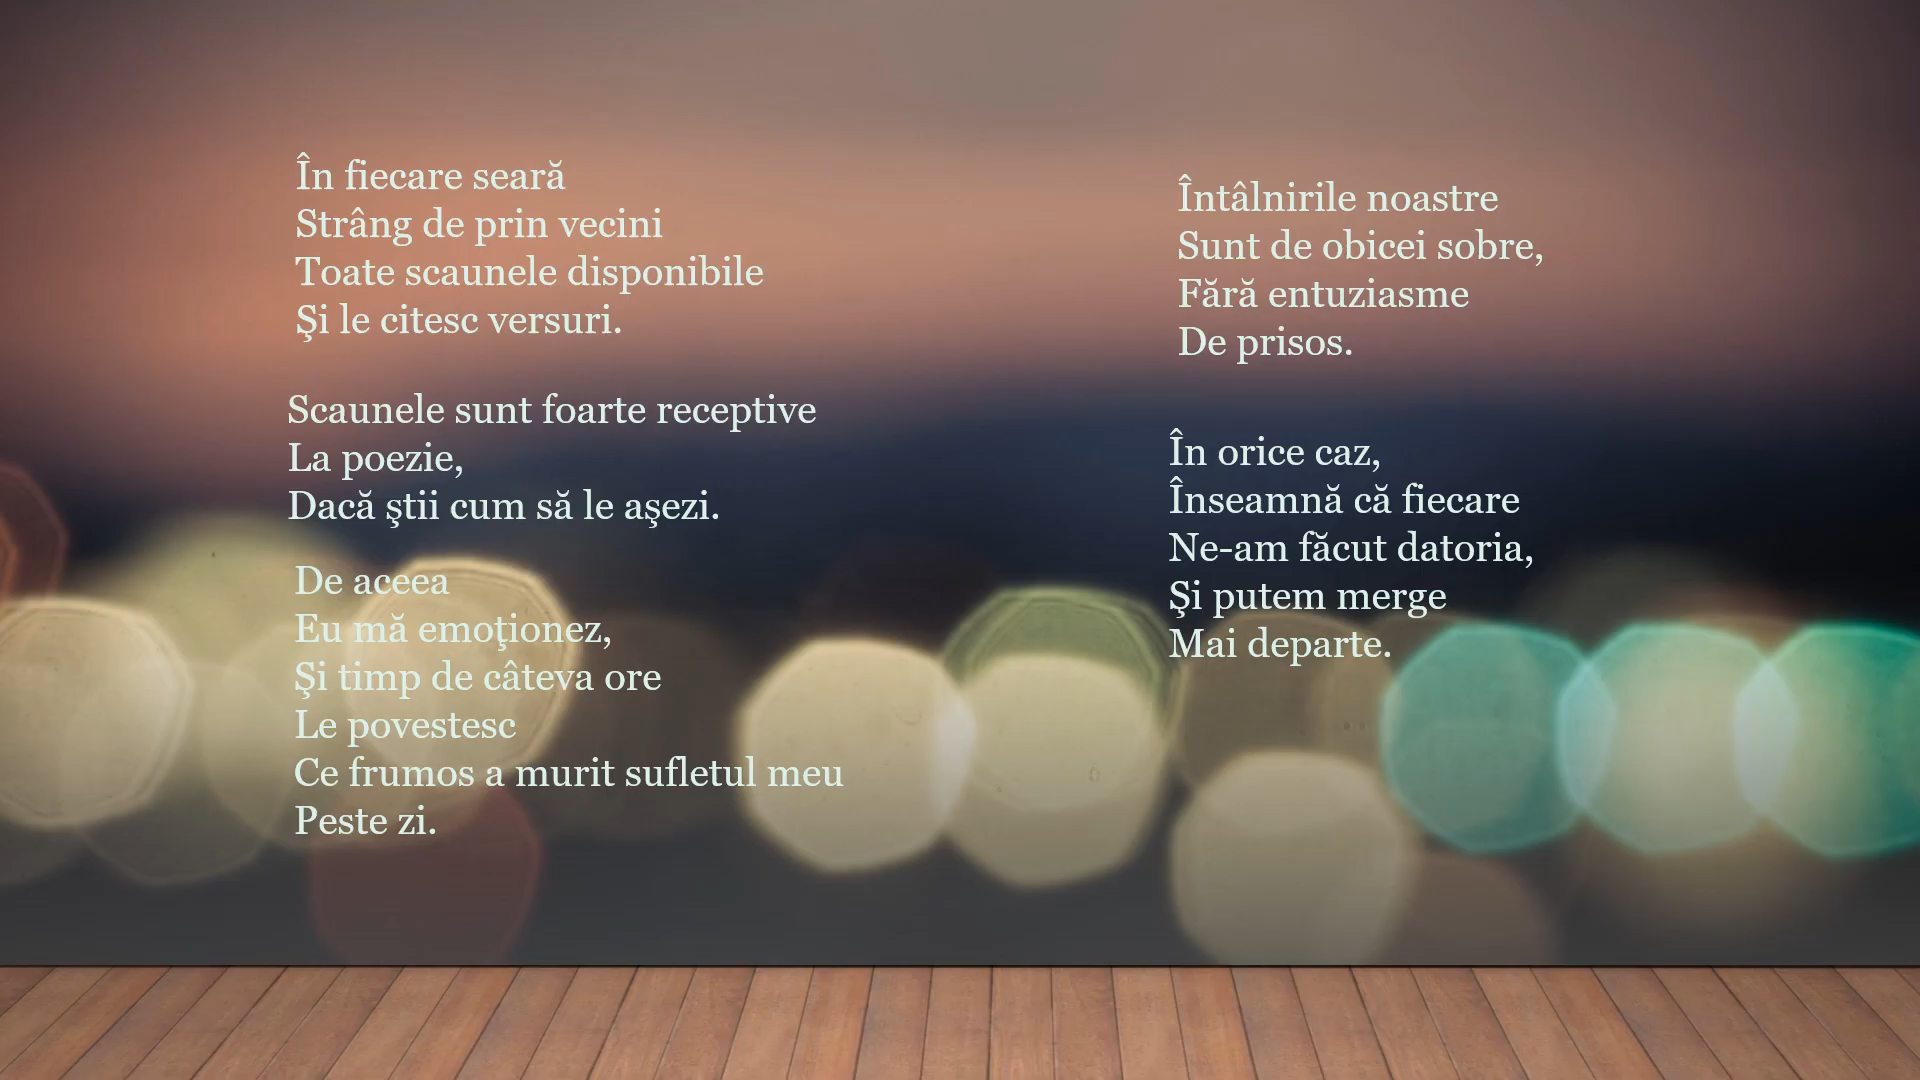 În fiecare seară
Strâng de prin vecini
Toate scaunele disponibile
Şi le citesc versuri.
Scaunele sunt foarte receptive
La poezie,
Dacă ştii cum să le aşezi.
De aceea
Eu mă emoţionez,
Şi timp de câteva ore
Le povestesc
Ce frumos a murit sufletul meu
Peste zi.
Întâlnirile noastre
Sunt de obicei sobre,
Fără entuziasme
De prisos.
În orice caz,
Înseamnă că fiecare
Ne-am făcut datoria,
Şi putem merge
Mai departe.